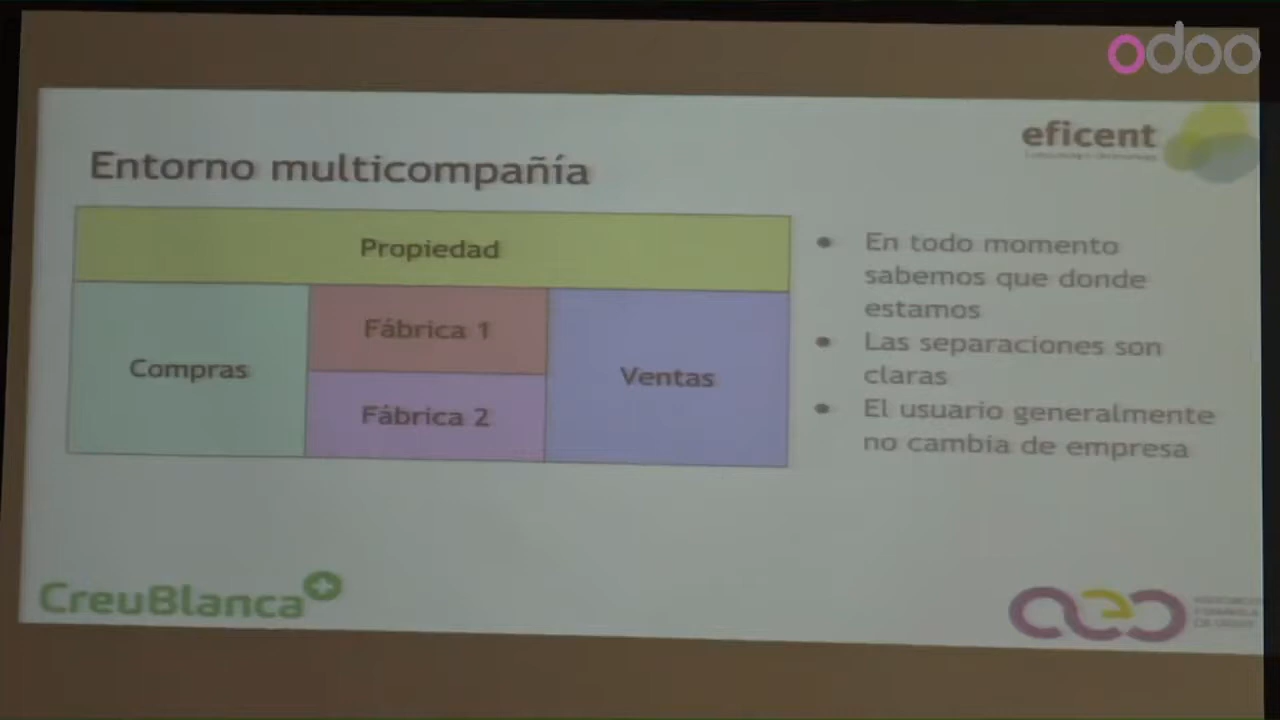 odoo
eficent
Entorno multicompañía
Propiedad
Compras
Fábrica 1
Fábrica 2
Ventas
● En todo momento
sabemos que donde
estamos
● Las separaciones son
claras
● El usuario generalmente
no cambia de empresa
CreuBlanca
aeo